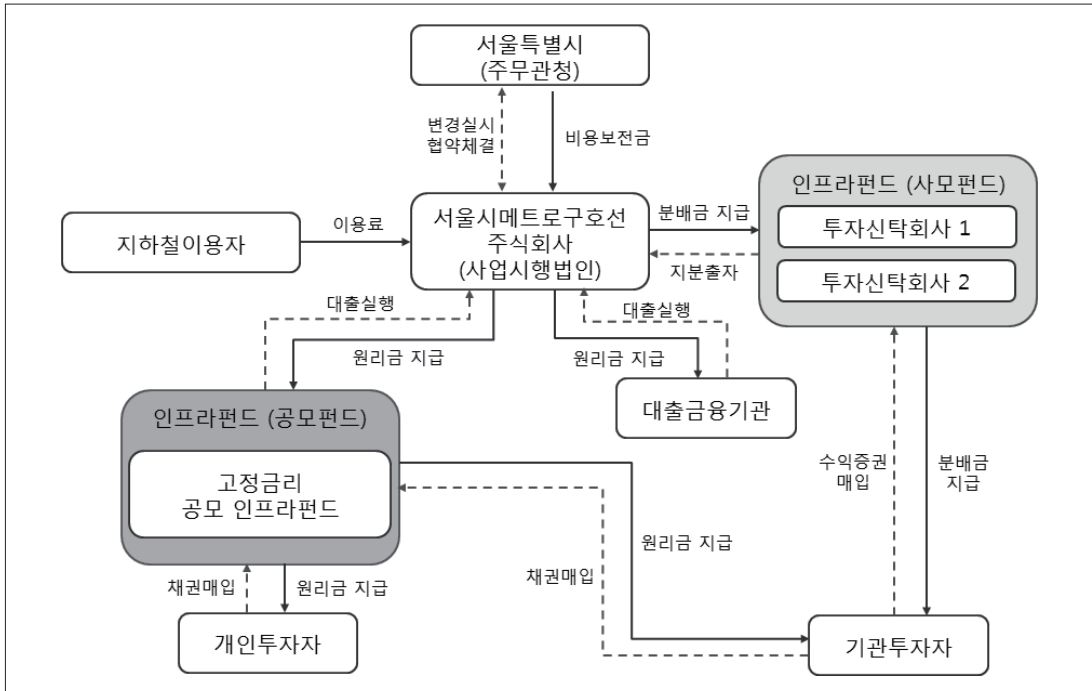 서울특별시
(주무관청)
변경실시
협약체결
비용보전금
인프라펀드 (사모펀드)
투자신탁회사 1
투자신탁회사 2
지하철이용자
이용료
서울시메트로구호선
주식회사
(사업시행법인)
분배금 지급
지분출자
대출실행
대출실행
원리금 지급
원리금 지급
대출금융기관
인프라펀드 (공모펀드)
고정금리
공모 인프라펀드
수익증권
매입
분배금
지급
원리금 지급
채권매입
채권매입
원리금 지급
개인투자자
기관투자자